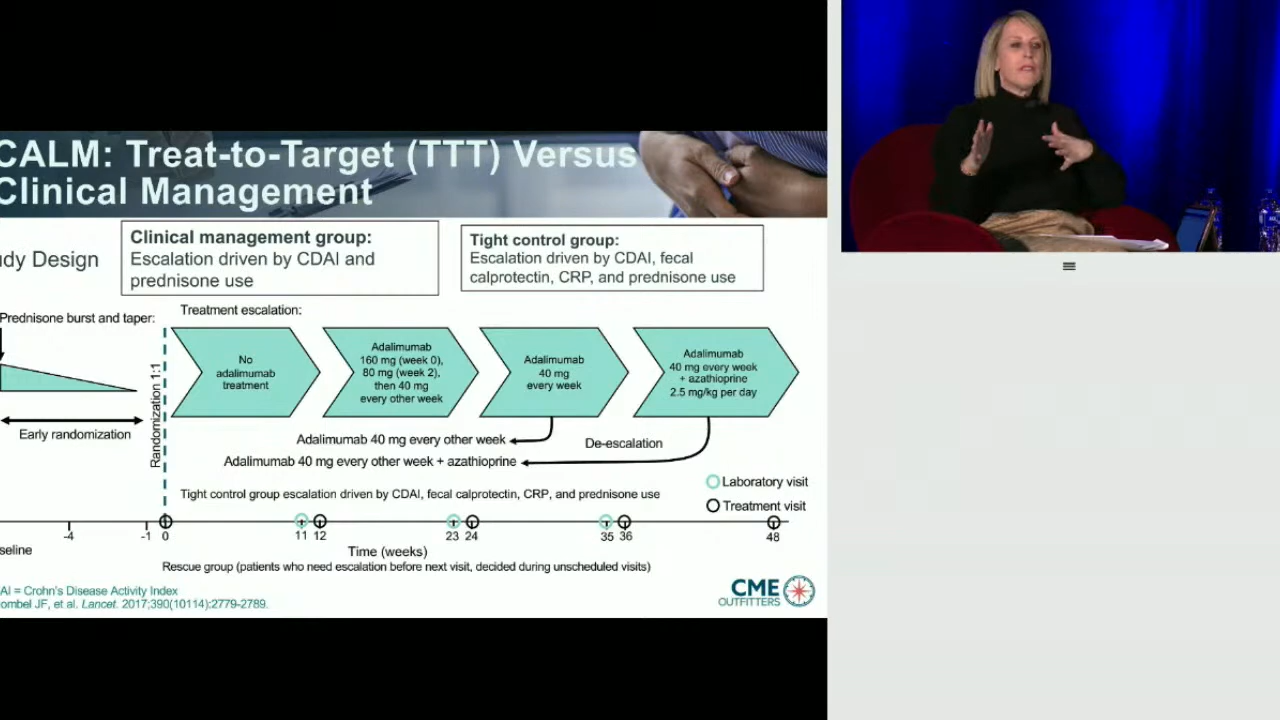 CALM: Treat-to-Target (TTT) Versus
Clinical Management
Clinical management group:
Escalation driven by CDAI and
prednisone use
Tight control group:
Escalation driven by CDAI, fecal
calprotectin, CRP, and prednisone use
udy Design
Prednisone burst and taper:
Treatment escalation:
Early randomization
Randomization 1:1
No
adalimumab
treatment
Adalimumab
160 mg (week 0),
80 mg (week 2),
then 40 mg
every other week
Adalimumab
40 mg
every week
Adalimumab
40 mg every week
+ azathioprine
2.5 mg/kg per day
Adalimumab 40 mg every other week
De-escalation
Adalimumab 40 mg every other week + azathioprine
Laboratory visit
Treatment visit
Tight control group escalation driven by CDAI, fecal calprotectin, CRP, and prednisone use
-4 -1 0 11 12 23 24 35 36 48
seline
Time (weeks)
Rescue group (patients who need escalation before next visit, decided during unscheduled visits)
AI = Crohn's Disease Activity Index
ombel JF, et al. Lancet. 2017;390(10114):2779-2789.
CME
OUTFITTERS